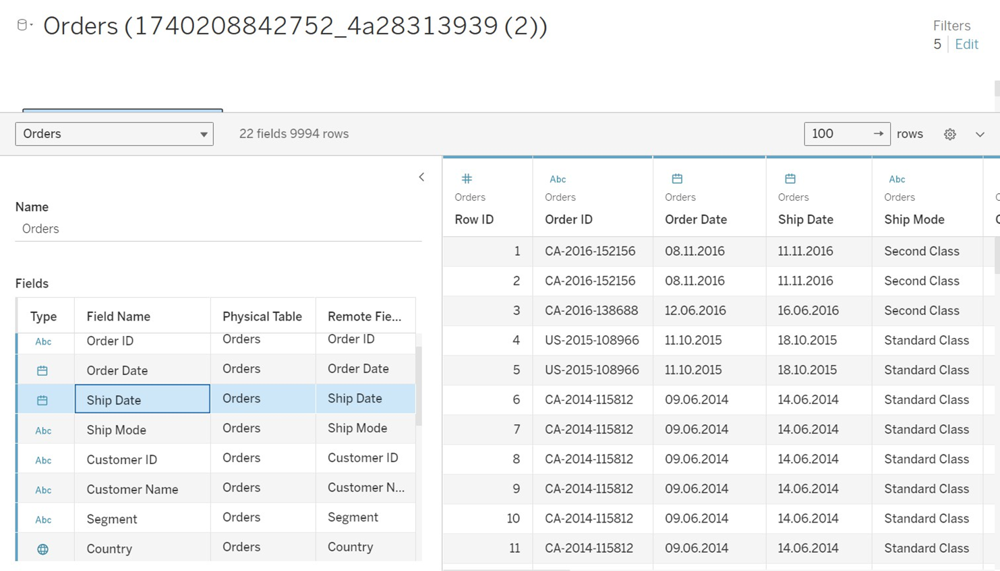 Orders (1740208842752_4a28313939 (2))
Filters
5 Edit
Orders
22 fields 9994 rows
100 → rows
Name
Orders
Fields
Type Field Name Physical Table Remote Fie...
Abc Order ID Orders Order ID
Order Date Orders Order Date
Ship Date Orders Ship Date
Abc Ship Mode Orders Ship Mode
Abc Customer ID Orders Customer ID
Abc Customer Name Orders Customer N...
Abc Segment Orders Segment
Country Orders Country
# Abc Abc
Orders Orders Orders Orders Orders
Row ID Order ID Order Date Ship Date Ship Mode
1 CA-2016-152156 08.11.2016 11.11.2016 Second Class
2 CA-2016-152156 08.11.2016 11.11.2016 Second Class
3 CA-2016-138688 12.06.2016 16.06.2016 Second Class
4 US-2015-108966 11.10.2015 18.10.2015 Standard Class
5 US-2015-108966 11.10.2015 18.10.2015 Standard Class
6 CA-2014-115812 09.06.2014 14.06.2014 Standard Class
7 CA-2014-115812 09.06.2014 14.06.2014 Standard Class
8 CA-2014-115812 09.06.2014 14.06.2014 Standard Class
9 CA-2014-115812 09.06.2014 14.06.2014 Standard Class
10 CA-2014-115812 09.06.2014 14.06.2014 Standard Class
11 CA-2014-115812 09.06.2014 14.06.2014 Standard Class